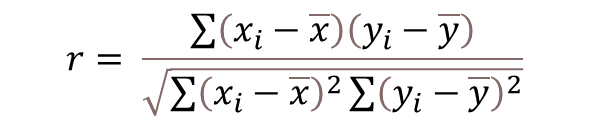 r = ∑(xᵢ − x̅)(yᵢ − y̅) / √∑(xᵢ − x̅)² ∑(yᵢ − y̅)²